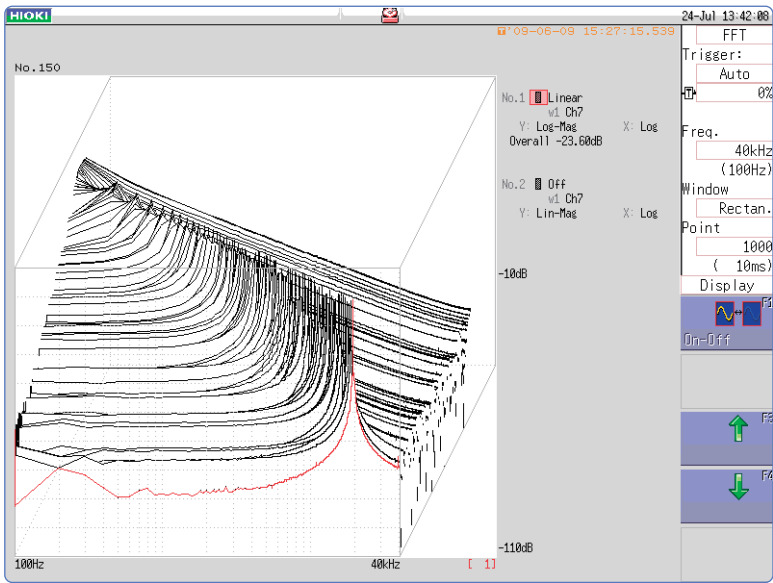 HIOKI
24-Jul 13:42:08
'09-06-09 15:27:15.539
No.150
No.1 Linear
w1 Ch7
Y: Log-Mag X: Log
Overall -23.60dB
No.2 Off
w1 Ch7
Y: Lin-Mag X: Log
-10dB
-110dB
100Hz
40kHz
[ 1]
FFT
Trigger:
Auto
T 0%
Freq.
40kHz
(100Hz)
Window
Rectan.
Point
1000
( 10ms)
Display
F1
On-Off
F3
F4